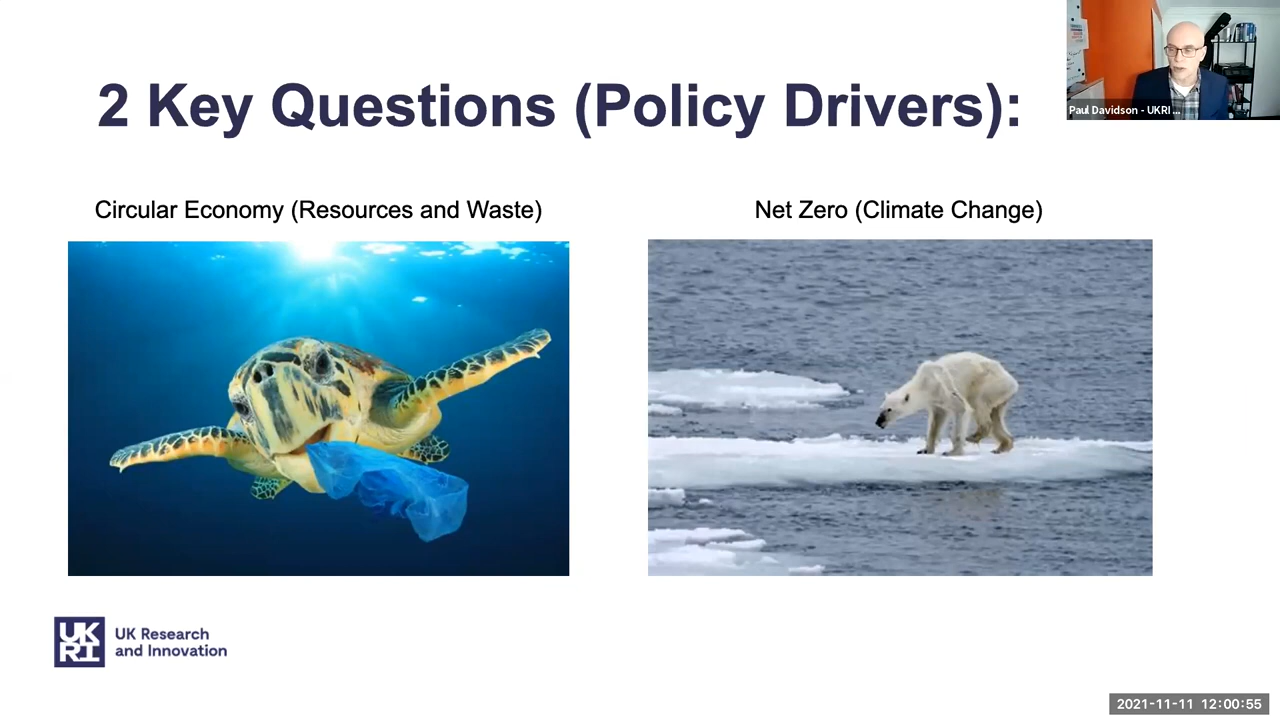 2 Key Questions (Policy Drivers):
Paul Davidson - UKRI ...
Circular Economy (Resources and Waste)
Net Zero (Climate Change)
UK
RI
UK Research
and Innovation
2021-11-11 12:00:55